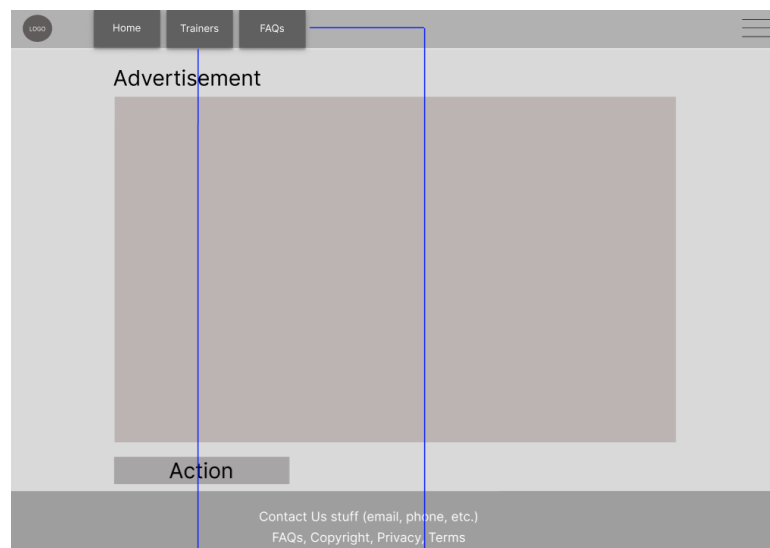 LOGO
Home
Trainers
FAQs
Advertisement
Action
Contact Us stuff (email, phone, etc.)
FAQs, Copyright, Privacy, Terms